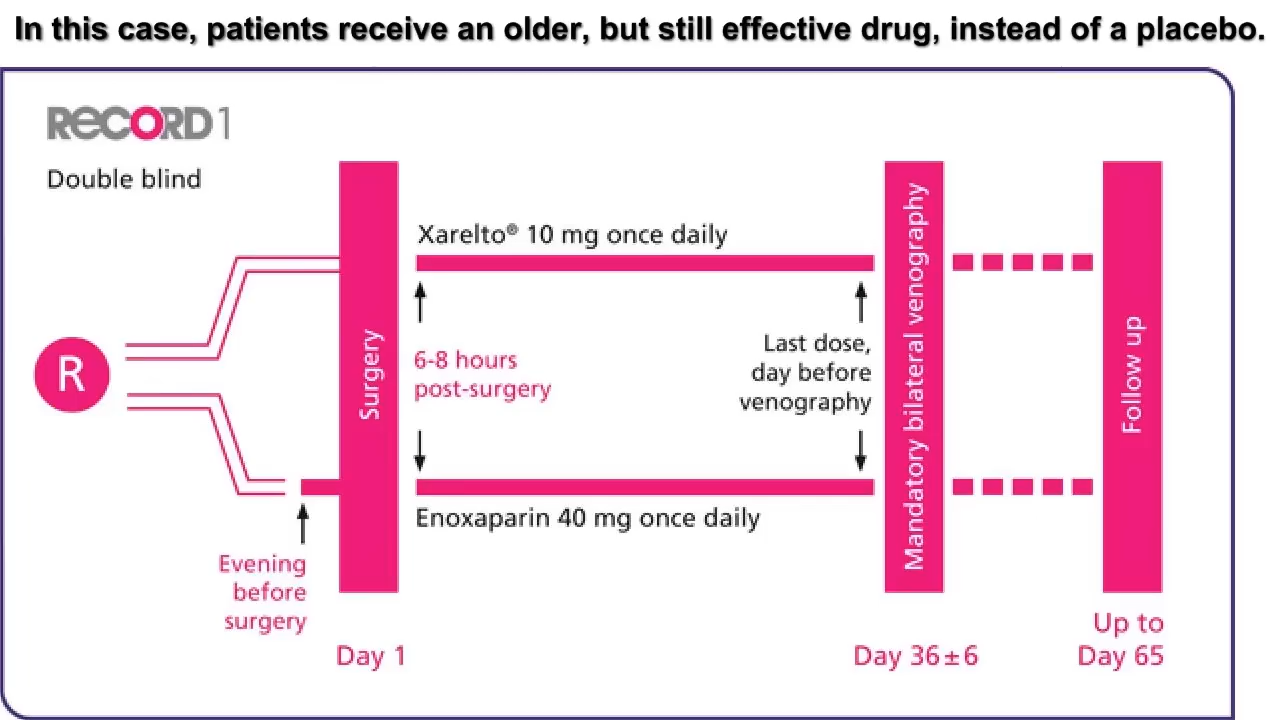 In this case, patients receive an older, but still effective drug, instead of a placebo.
RECORD1
Double blind
Xarelto® 10 mg once daily
R
Surgery
6-8 hours
post-surgery
Last dose,
day before
venography
Mandatory bilateral venography
Follow up
Enoxaparin 40 mg once daily
Evening
before
surgery
Day 1
Day 36±6
Up to
Day 65